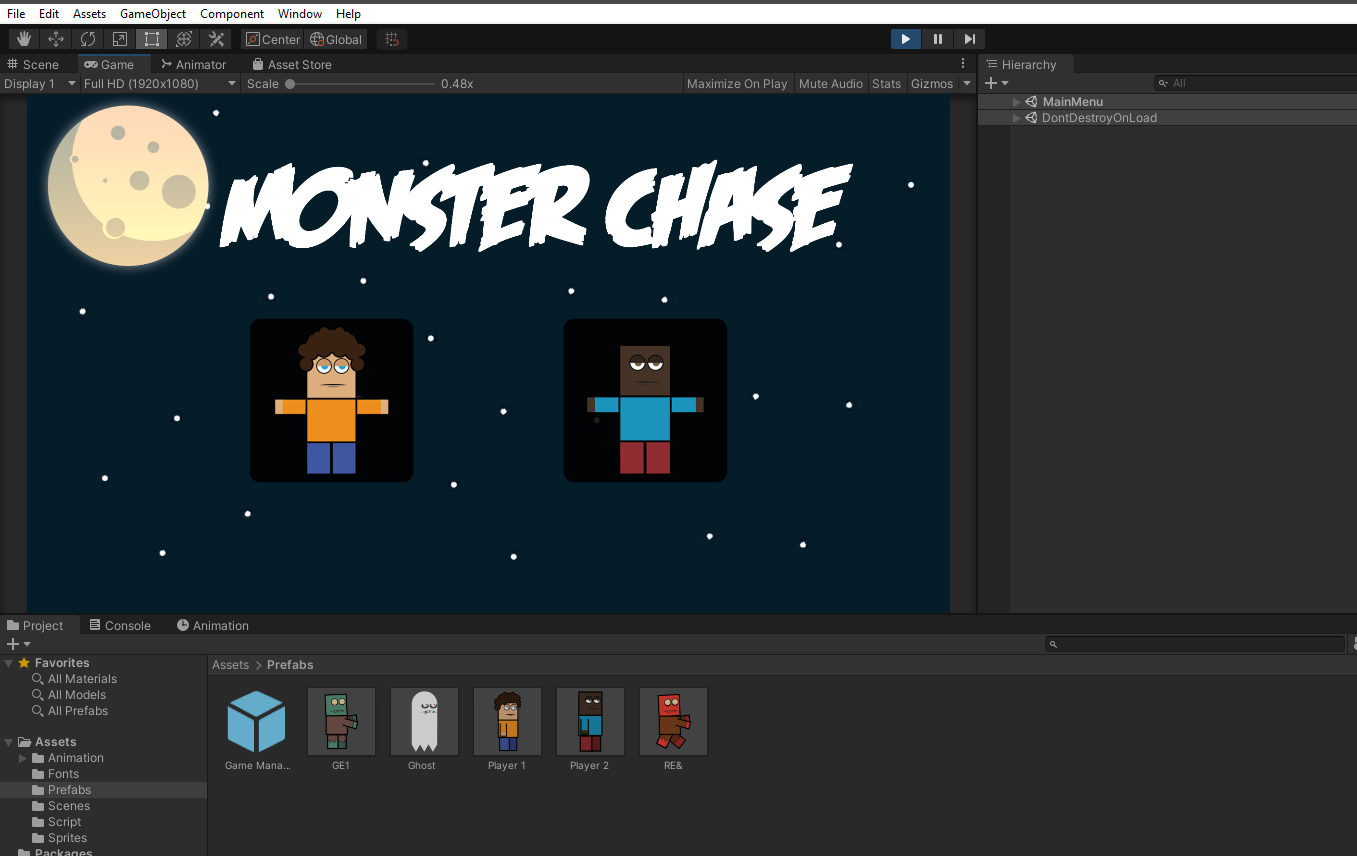 File Edit Assets GameObject Component Window Help
Center Global
Scene Game Animator Asset Store
Hierarchy
Display 1 Full HD (1920x1080) Scale 0.48x Maximize On Play Mute Audio Stats Gizmos
All
MainMenu
DontDestroyOnLoad
MONSTER CHASE
Project Console Animation
Favorites
All Materials
All Models
All Prefabs
Assets
Animation
Fonts
Prefabs
Scenes
Script
Sprites
Packages
Assets > Prefabs
Game Mana... GE1 Ghost Player 1 Player 2 RE&